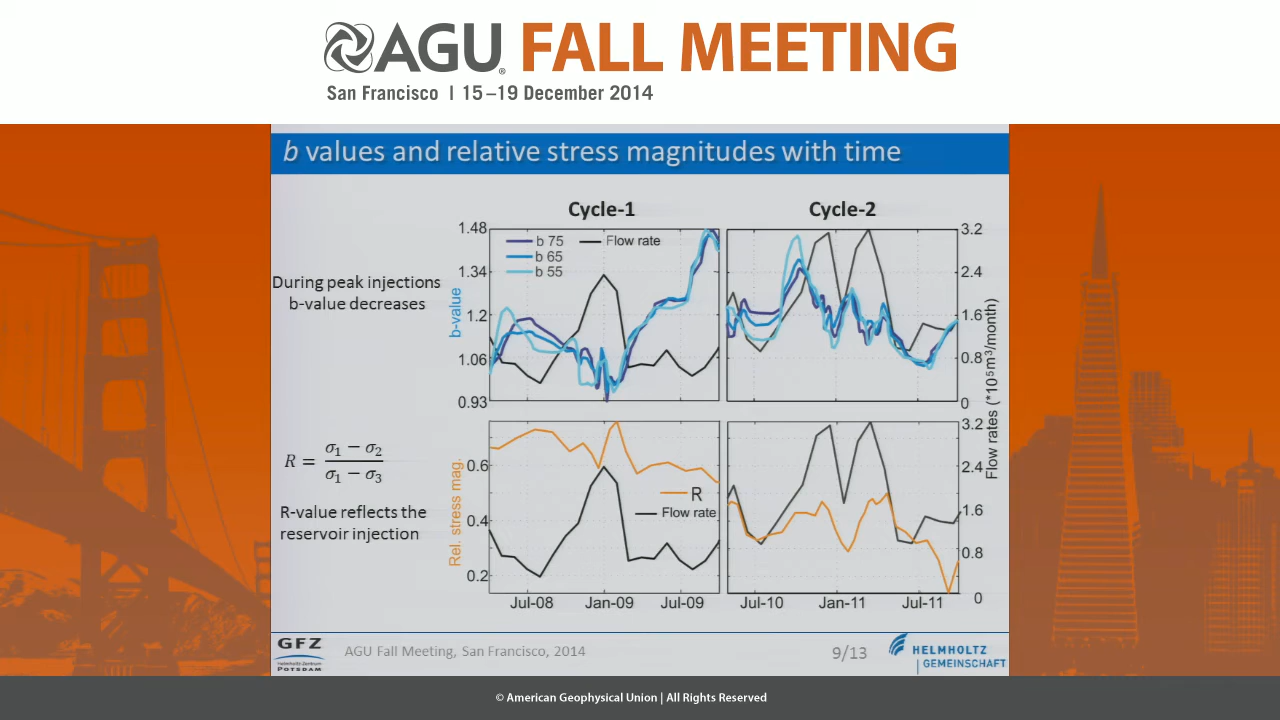 AGU® FALL MEETING
San Francisco | 15–19 December 2014
b values and relative stress magnitudes with time
Cycle-1
Cycle-2
During peak injections
b-value decreases
b-value
1.48
1.34
1.2
1.06
0.93
b 75
b 65
b 55
Flow rate
3.2
2.4
1.6
0.8
0
Flow rates (*10⁵m³/month)
R = σ₁ − σ₂
σ₁ − σ₃
R-value reflects the
reservoir injection
Rel. stress mag.
0.6
0.4
0.2
R
Flow rate
3.2
2.4
1.6
0.8
0
Jul-08
Jan-09
Jul-09
Jul-10
Jan-11
Jul-11
GFZ
Helmholtz-Zentrum
POTSDAM
AGU Fall Meeting, San Francisco, 2014
9/13
HELMHOLTZ
GEMEINSCHAFT
© American Geophysical Union | All Rights Reserved